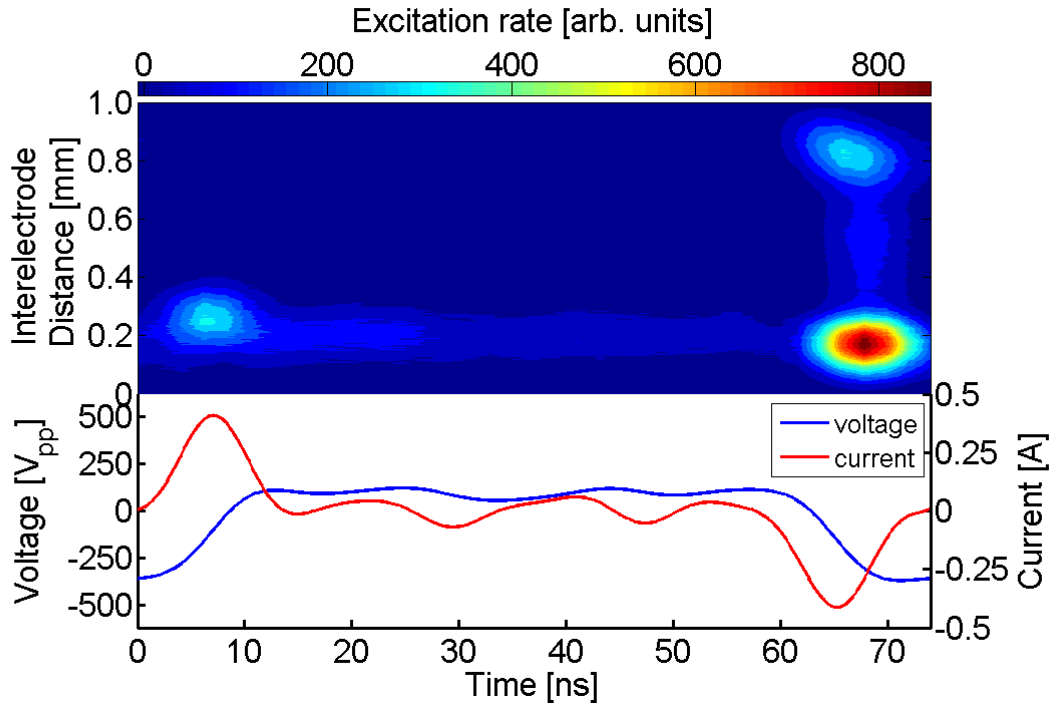 Excitation rate [arb. units]
0 200 400 600 800
Interelectrode
Distance [mm]
1.0
0.8
0.6
0.4
0.2
0
Voltage [Vpp]
500
250
0
-250
-500
voltage
current
0.5
0.25
0
-0.25
-0.5
Current [A]
0 10 20 30 40 50 60 70
Time [ns]